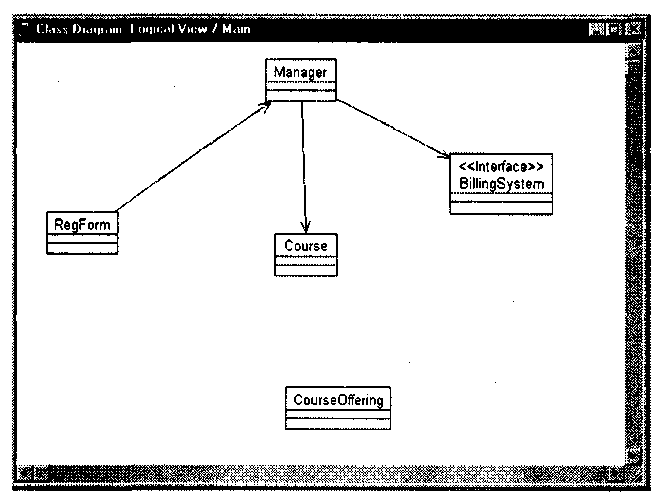 Class Diagram: Logical View / Main
Manager
<<Interface>>
BillingSystem
RegForm
Course
CourseOffering